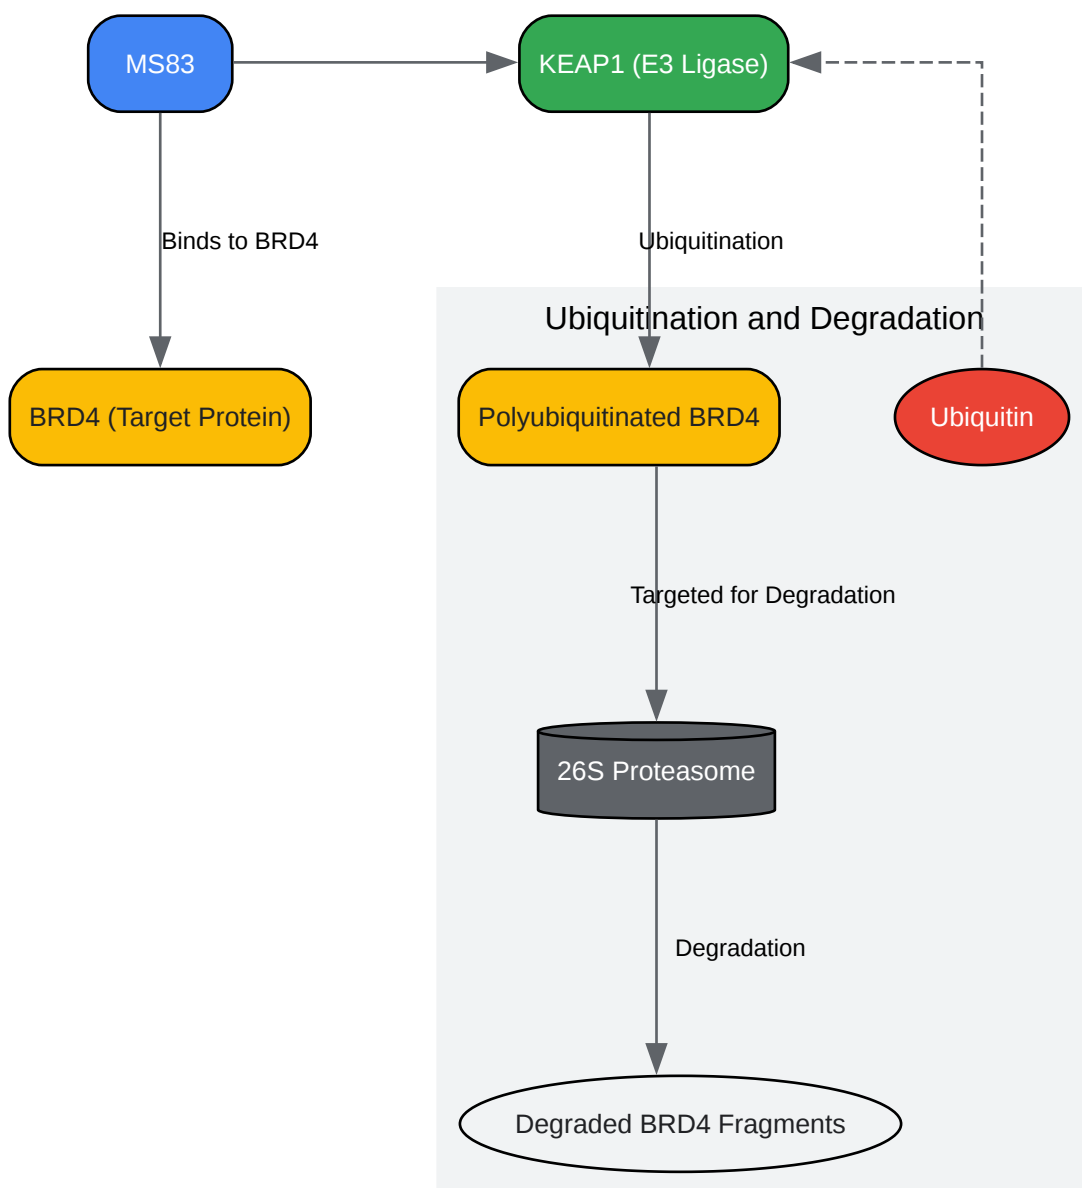 MS83
KEAP1 (E3 Ligase)
Binds to BRD4
Ubiquitination
Ubiquitination and Degradation
BRD4 (Target Protein)
Polyubiquitinated BRD4
Ubiquitin
Targeted for Degradation
26S Proteasome
Degradation
Degraded BRD4 Fragments